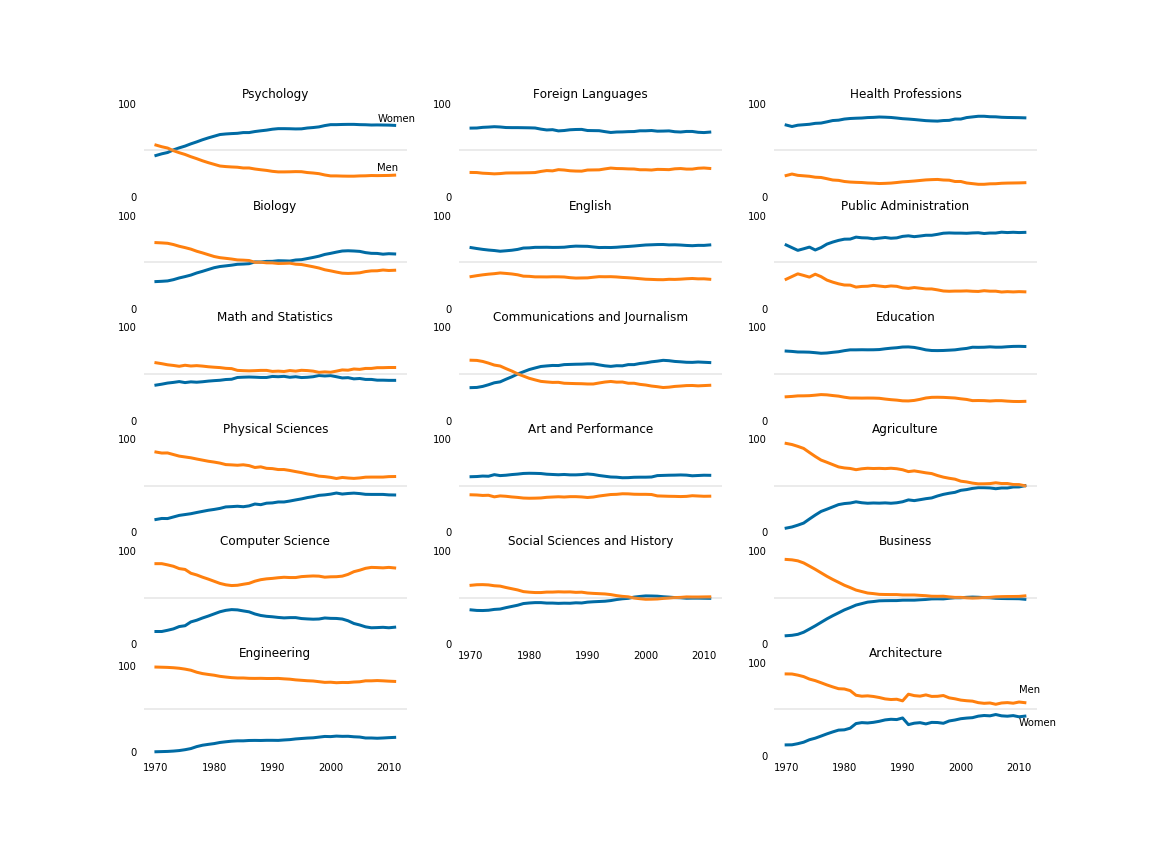 Psychology
100
Women
Men
0
Foreign Languages
100
0
Health Professions
100
0
Biology
100
0
English
100
0
Public Administration
100
0
Math and Statistics
100
0
Communications and Journalism
100
0
Education
100
0
Physical Sciences
100
0
Art and Performance
100
0
Agriculture
100
0
Computer Science
100
0
Social Sciences and History
100
0
1970 1980 1990 2000 2010
Business
100
0
Engineering
100
0
1970 1980 1990 2000 2010
Architecture
100
Men
Women
0
1970 1980 1990 2000 2010